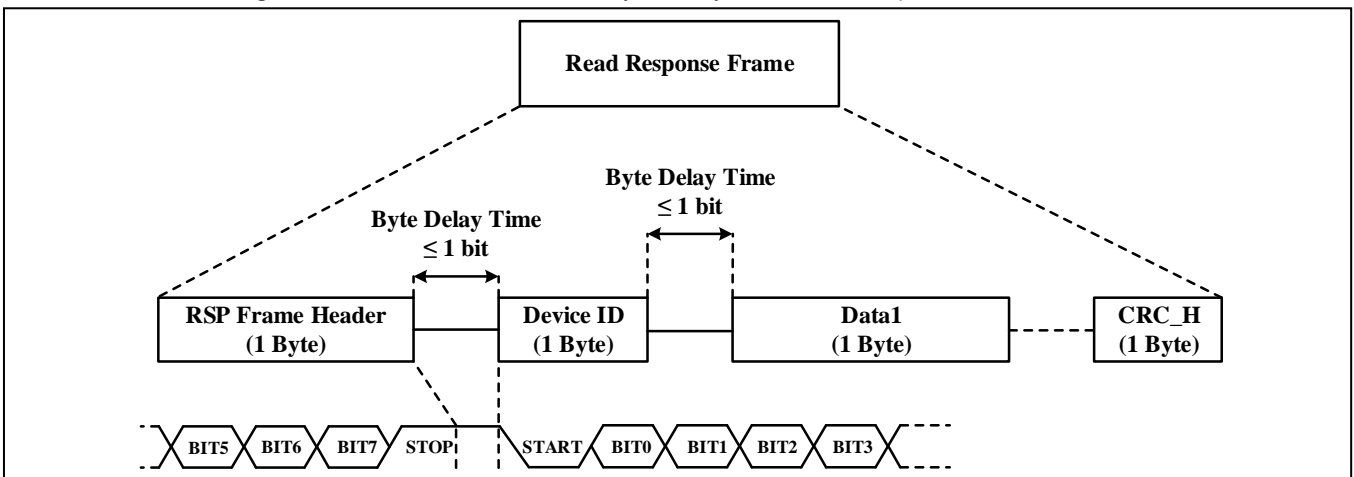 Read Response Frame
Byte Delay Time
≤ 1 bit
Byte Delay Time
≤ 1 bit
RSP Frame Header
(1 Byte)
Device ID
(1 Byte)
Data1
(1 Byte)
CRC_H
(1 Byte)
BIT5 BIT6 BIT7 STOP START BIT0 BIT1 BIT2 BIT3